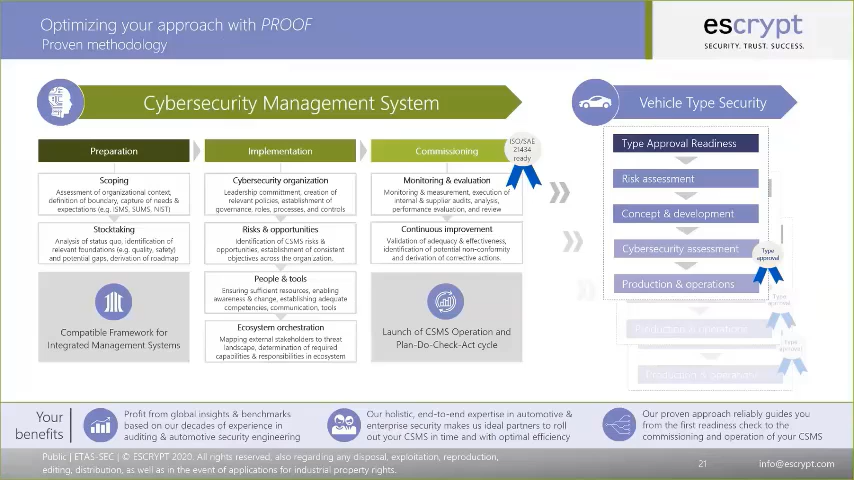 Optimizing your approach with PROOF
Proven methodology
escrypt
SECURITY. TRUST. SUCCESS.
Cybersecurity Management System
Vehicle Type Security
Preparation
Implementation
Commissioning
ISO/SAE
21434
ready
Scoping
Assessment of organizational context,
definition of boundary, capture of needs &
expectations (e.g. ISMS, SUMS, NIST)
Stocktaking
Analysis of status quo, identification of
relevant foundations (e.g. quality, safety)
and potential gaps, derivation of roadmap
Compatible Framework for
Integrated Management Systems
Cybersecurity organization
Leadership commitment, creation of
relevant policies, establishment of
governance, roles, processes, and controls
Risks & opportunities
Identification of CSMS risks &
opportunities, establishment of consistent
objectives across the organization.
People & tools
Ensuring sufficient resources, enabling
awareness & change, establishing adequate
competencies, communication, tools
Ecosystem orchestration
Mapping external stakeholders to threat
landscape, determination of required
capabilities & responsibilities in ecosystem
Monitoring & evaluation
Monitoring & measurement, execution of
internal & supplier audits, analysis,
performance evaluation, and review
Continuous improvement
Validation of adequacy & effectiveness,
identification of potential non-conformity
and derivation of corrective actions.
Launch of CSMS Operation and
Plan-Do-Check-Act cycle
Type Approval Readiness
Risk assessment
Concept & development
Cybersecurity assessment
Type
approval
Production & operations
Type
approval
Production & operations
Type
approval
Production & operations
Your
benefits
Profit from global insights & benchmarks
based on our decades of experience in
auditing & automotive security engineering
Our holistic, end-to-end expertise in automotive &
enterprise security makes us ideal partners to roll
out your CSMS in time and with optimal efficiency
Our proven approach reliably guides you
from the first readiness check to the
commissioning and operation of your CSMS
Public | ETAS-SEC | © ESCRYPT 2020. All rights reserved, also regarding any disposal, exploitation, reproduction,
editing, distribution, as well as in the event of applications for industrial property rights.
21
info@escrypt.com